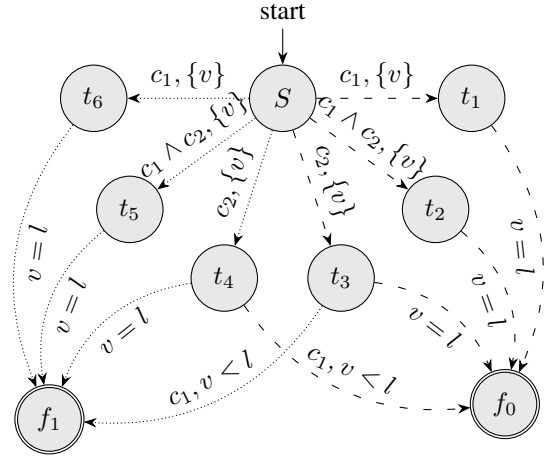 start
t₆
c₁, {v}
S
c₁, {v}
t₁
c₁ ∧ c₂, {v}
c₁ ∧ c₂, {v}
t₅
c₂, {v}
c₂, {v}
t₂
t₄
t₃
v = l
v = l
v = l
v = l
v = l
v = l
c₁, v < l
c₁, v < l
f₁
f₀